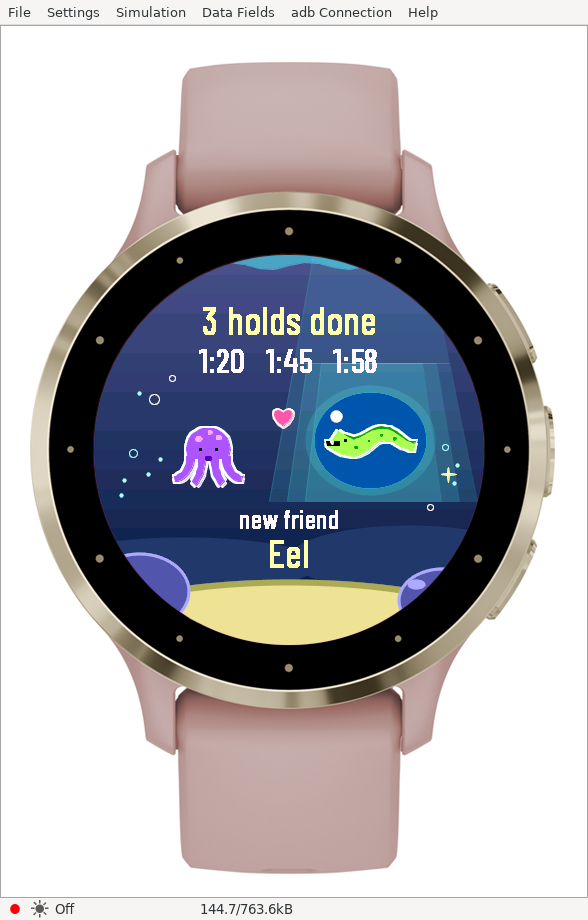 File Settings Simulation Data Fields adb Connection Help
3 holds done
1:20 1:45 1:58
new friend
Eel
Off 144.7/763.6kB